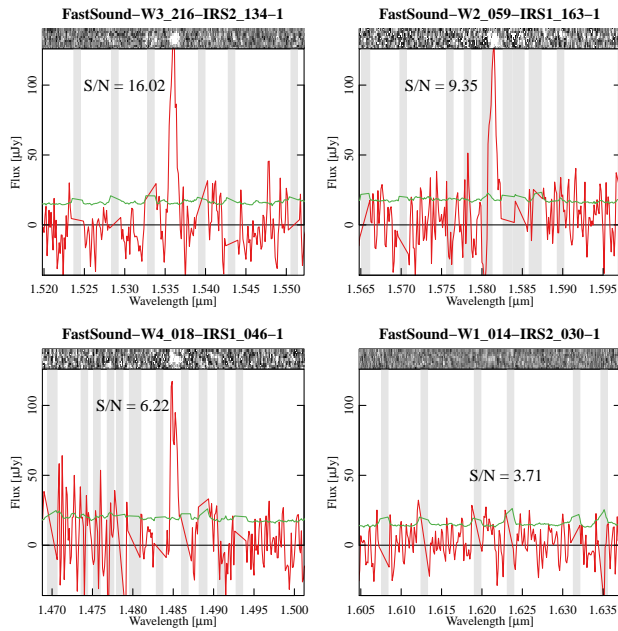 FastSound-W3_216-IRS2_134-1
FastSound-W2_059-IRS1_163-1
S/N = 16.02
S/N = 9.35
Flux [μJy]
0
50
100
Flux [μJy]
0
50
100
1.520 1.525 1.530 1.535 1.540 1.545 1.550
1.565 1.570 1.575 1.580 1.585 1.590 1.595
Wavelength [μm]
Wavelength [μm]
FastSound-W4_018-IRS1_046-1
FastSound-W1_014-IRS2_030-1
S/N = 6.22
S/N = 3.71
Flux [μJy]
0
50
100
Flux [μJy]
0
50
100
1.470 1.475 1.480 1.485 1.490 1.495 1.500
1.605 1.610 1.615 1.620 1.625 1.630 1.635
Wavelength [μm]
Wavelength [μm]